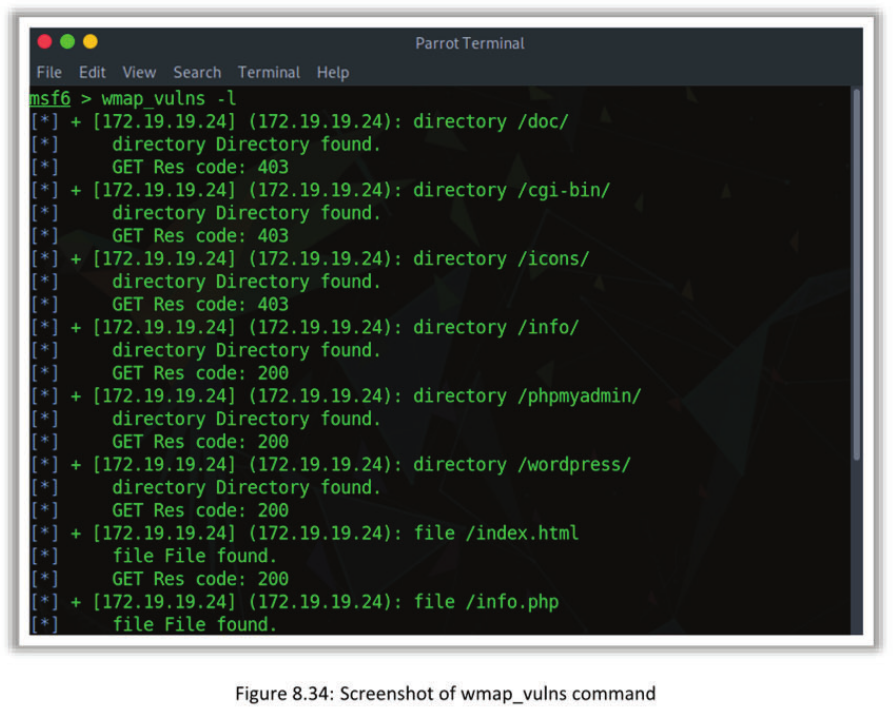 Parrot Terminal
File Edit View Search Terminal Help
msf6 > wmap_vulns -l
[*] + [172.19.19.24] (172.19.19.24): directory /doc/
[*]     directory Directory found.
[*]     GET Res code: 403
[*] + [172.19.19.24] (172.19.19.24): directory /cgi-bin/
[*]     directory Directory found.
[*]     GET Res code: 403
[*] + [172.19.19.24] (172.19.19.24): directory /icons/
[*]     directory Directory found.
[*]     GET Res code: 403
[*] + [172.19.19.24] (172.19.19.24): directory /info/
[*]     directory Directory found.
[*]     GET Res code: 200
[*] + [172.19.19.24] (172.19.19.24): directory /phpmyadmin/
[*]     directory Directory found.
[*]     GET Res code: 200
[*] + [172.19.19.24] (172.19.19.24): directory /wordpress/
[*]     directory Directory found.
[*]     GET Res code: 200
[*] + [172.19.19.24] (172.19.19.24): file /index.html
[*]     file File found.
[*]     GET Res code: 200
[*] + [172.19.19.24] (172.19.19.24): file /info.php
[*]     file File found.
Figure 8.34: Screenshot of wmap_vulns command